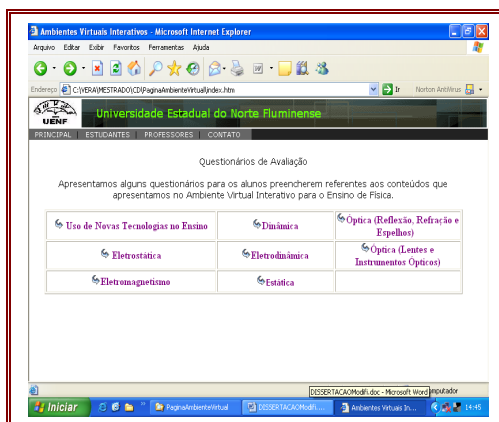 Ambientes Virtuais Interativos - Microsoft Internet Explorer
Arquivo Editar Exibir Favoritos Ferramentas Ajuda
Endereço C:\VERA\MESTRADO\CD\PaginaAmbienteVirtual\index.htm Ir Norton AntiVirus
UENF Universidade Estadual do Norte Fluminense
PRINCIPAL | ESTUDANTES | PROFESSORES | CONTATO
Questionários de Avaliação
Apresentamos alguns questionários para os alunos preencherem referentes aos conteúdos que
apresentamos no Ambiente Virtual Interativo para o
Ensino de Física.
Uso de Novas Tecnologias no Ensino Dinâmica Óptica (Reflexão, Refração e
Espelhos)
Eletrostática Eletrodinâmica Óptica (Lentes e
Instrumentos Ópticos)
Eletromagnetismo Estática
DISSERTACAOModifi.doc - Microsoft Word mputador
Iniciar PaginaAmbienteVirtual DISSERTACAOModifi.... Ambientes Virtuais In... 14:45